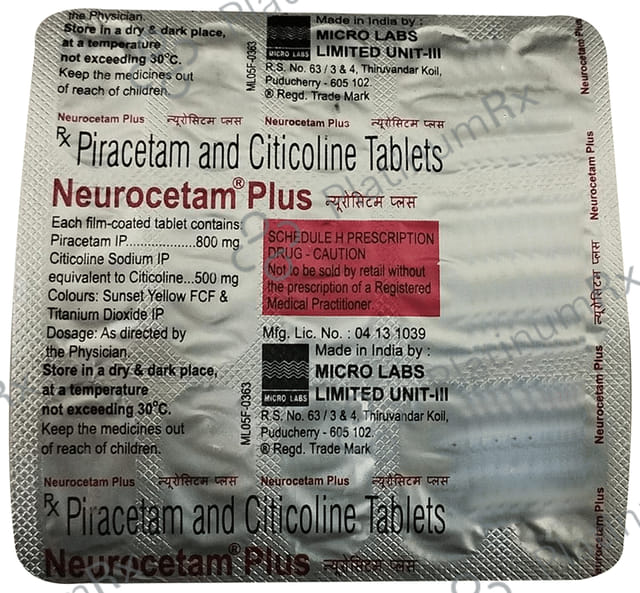 the Physician.
Store in a dry & dark place,
at a temperature
not exceeding 30°C.
Keep the medicines out
of reach of children.
ML05F-0363
MICRO LABS
Made in India by :
MICRO LABS
LIMITED UNIT-III
R.S. No. 63 / 3 & 4, Thiruvandar Koil,
Puducherry - 605 102.
® Regd. Trade Mark
Neurocetam Plus न्यूरोसिटम प्लस Neurocetam Plus न्यूरोसिटम प्लस
Rx Piracetam and Citicoline Tablets
Neurocetam® Plus न्यूरोसिटम प्लस
Each film-coated tablet contains:
Piracetam IP..................800 mg
Citicoline Sodium IP
equivalent to Citicoline...500 mg
Colours: Sunset Yellow FCF &
Titanium Dioxide IP
Dosage: As directed by
the Physician.
Store in a dry & dark place,
at a temperature
not exceeding 30°C.
Keep the medicines out
of reach of children.
SCHEDULE H PRESCRIPTION
DRUG - CAUTION
Not to be sold by retail without
the prescription of a Registered
Medical Practitioner.
Mfg. Lic. No. : 04 13 1039
ML05F-0363
MICRO LABS
Made in India by :
MICRO LABS
LIMITED UNIT-III
R.S. No. 63 / 3 & 4, Thiruvandar Koil,
Puducherry - 605 102.
® Regd. Trade Mark
Neurocetam Plus न्यूरोसिटम प्लस Neurocetam Plus न्यूरोसिटम प्लस
Rx Piracetam and Citicoline Tablets
Neurocetam® Plus न्यूरोसिटम प्लस
Neurocetam Plus
Neurocetam Plus
न्यूरोसिटम प्लस
Neurocetam Plus
Neurocetam Plus
PlatinumRx
PlatinumRx